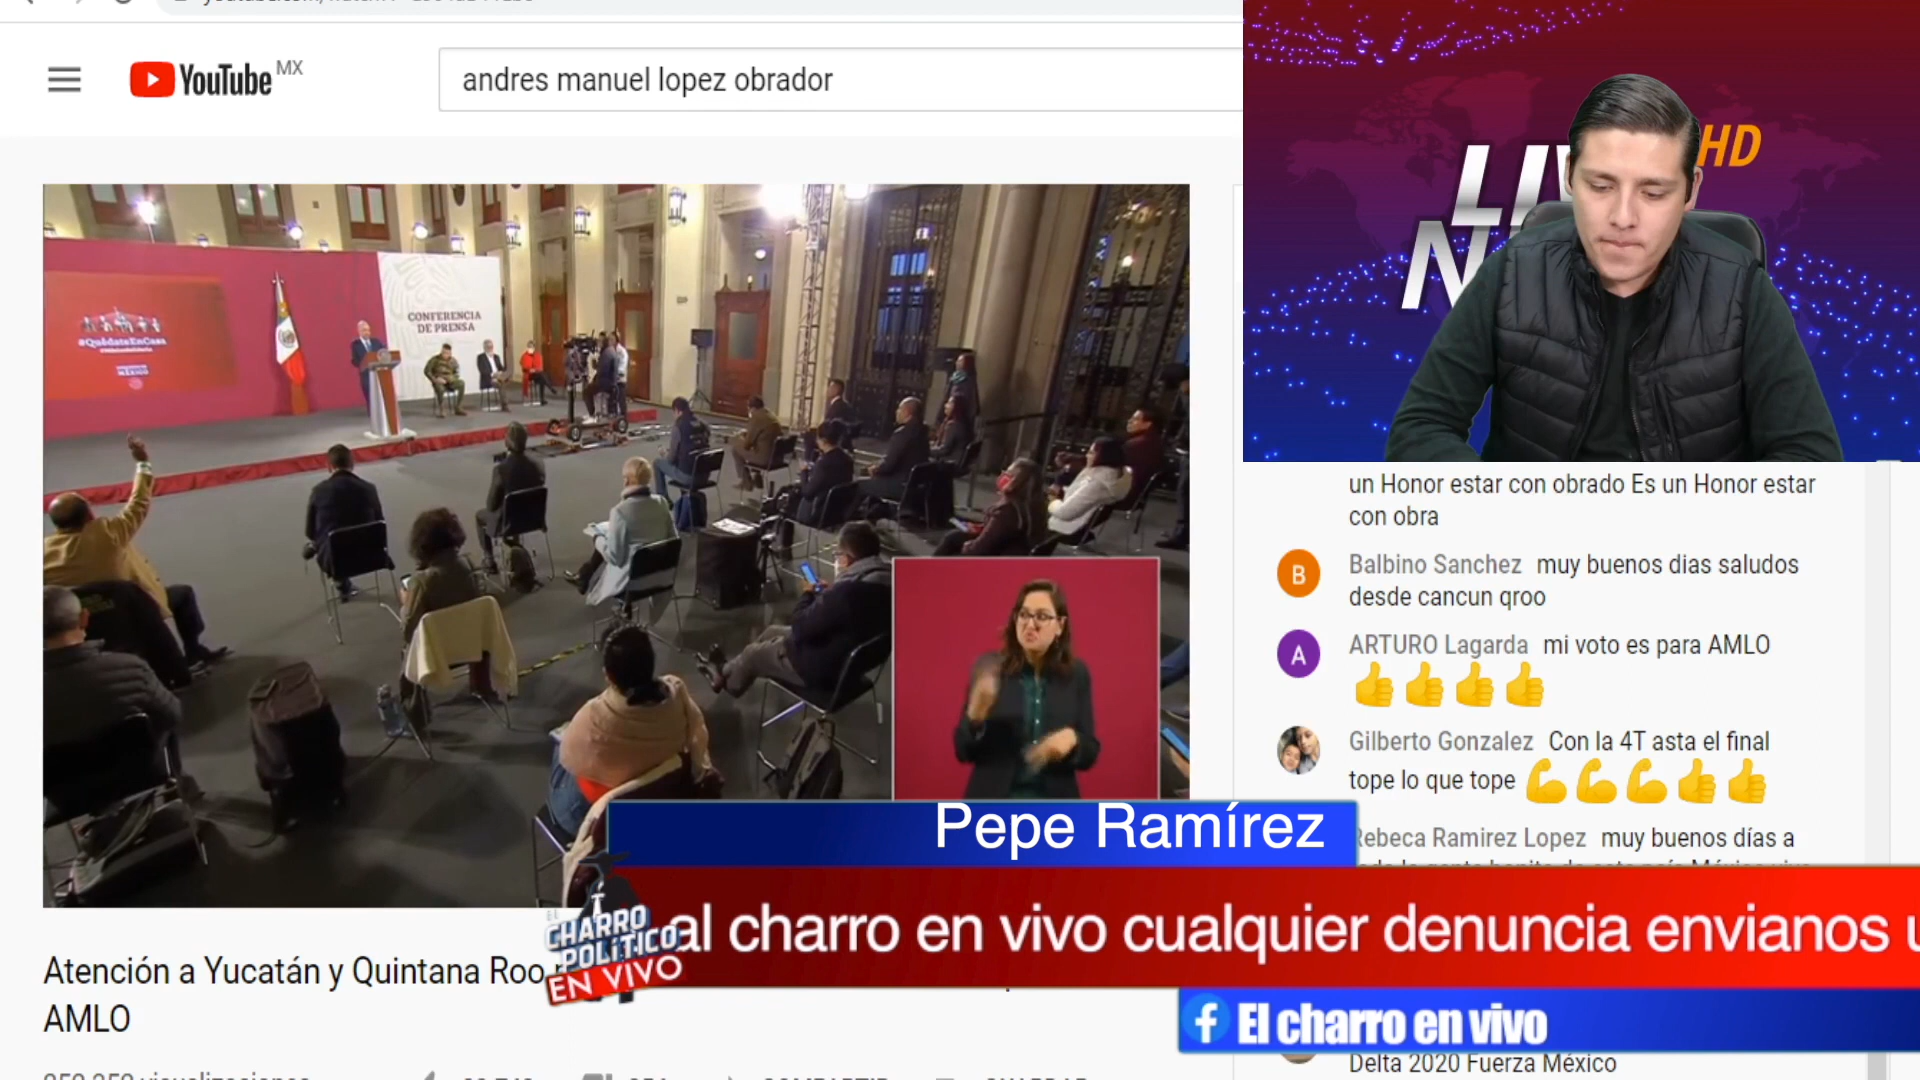 YouTube MX
andres manuel lopez obrador
HD
#QuédateEnCasa
MÉXICO
CONFERENCIA
DE PRENSA
un Honor estar con obrado Es un Honor estar
con obra
B
Balbino Sanchez muy buenos dias saludos
desde cancun qroo
A
ARTURO Lagarda mi voto es para AMLO
👍👍👍👍
Gilberto Gonzalez Con la 4T asta el final
tope lo que tope 💪💪💪👍👍
Rebeca Ramirez Lopez muy buenos días a
Pepe Ramírez
al charro en vivo cualquier denuncia envianos
EL
CHARRO
POLÍTICO
EN VIVO
Atención a Yucatán y Quintana Roo
AMLO
El charro en vivo
Delta 2020 Fuerza México